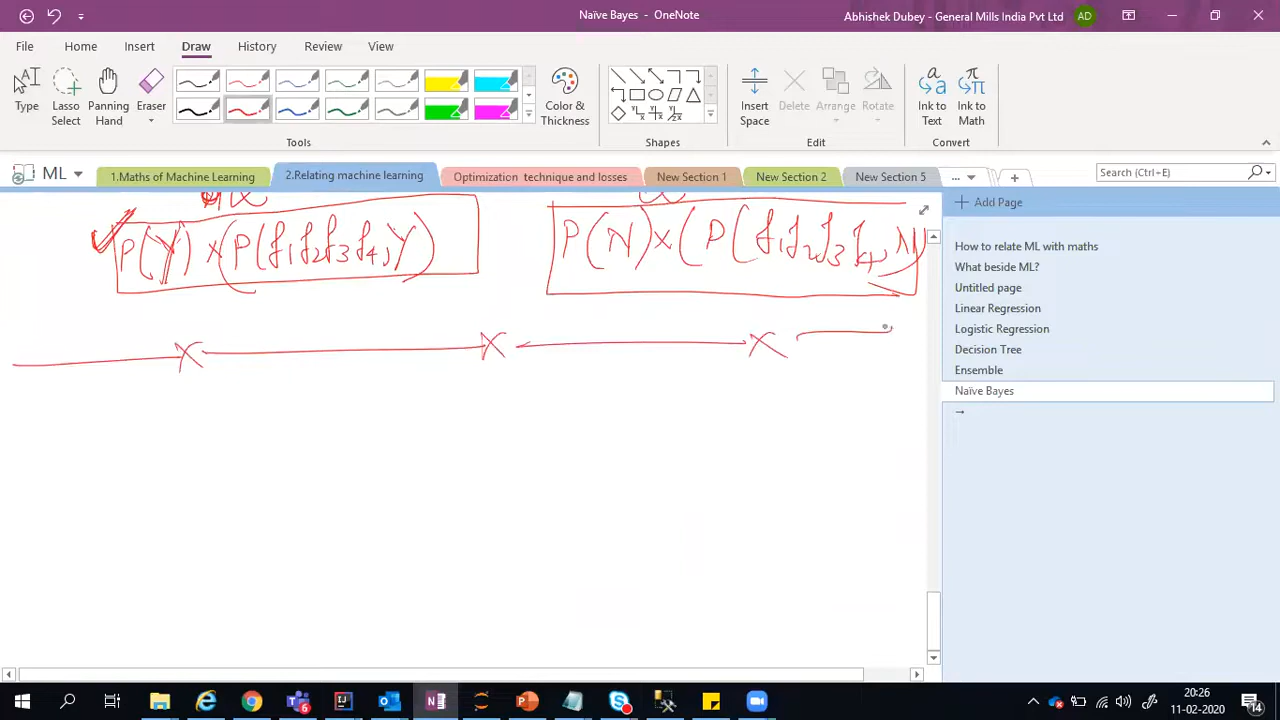 Naïve Bayes - OneNote
Abhishek Dubey - General Mills India Pvt Ltd AD
File Home Insert Draw History Review View
Type Lasso Select Panning Hand Eraser
Color & Thickness
Insert Space Delete Arrange Rotate
Ink to Text Ink to Math
Tools Shapes Edit Convert
ML 1.Maths of Machine Learning 2.Relating machine learning Optimization technique and losses New Section 1 New Section 2 New Section 5 ... Search (Ctrl+E)
Add Page
P(Y) X (P(f1f2f3f4,Y)
P(N) X (P(f1f2f3f4,N)
How to relate ML with maths
What beside ML?
Untitled page
Linear Regression
Logistic Regression
Decision Tree
Ensemble
Naïve Bayes
→
20:26
11-02-2020
14